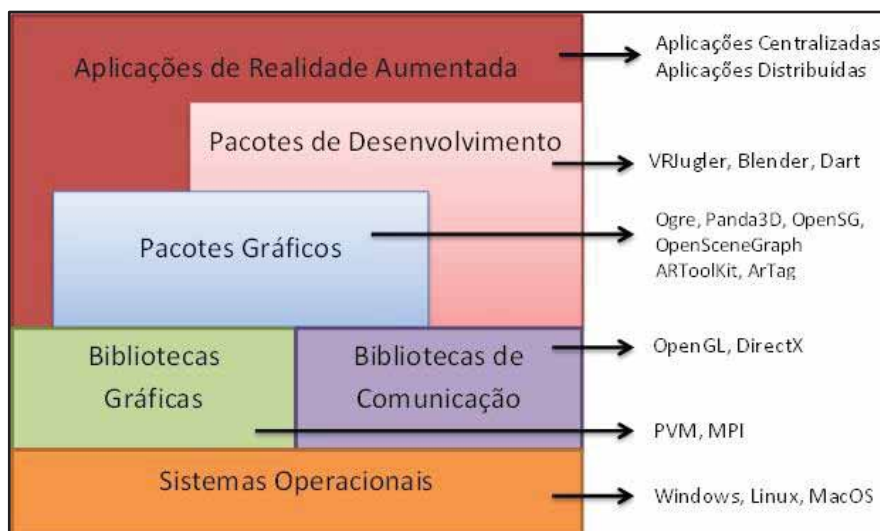 Aplicações de Realidade Aumentada
Aplicações Centralizadas
Aplicações Distribuídas
Pacotes de Desenvolvimento
VRJugler, Blender, Dart
Pacotes Gráficos
Ogre, Panda3D, OpenSG,
OpenSceneGraph
ARToolKit, ArTag
Bibliotecas
Gráficas
Bibliotecas de
Comunicação
OpenGL, DirectX
PVM, MPI
Sistemas Operacionais
Windows, Linux, MacOS